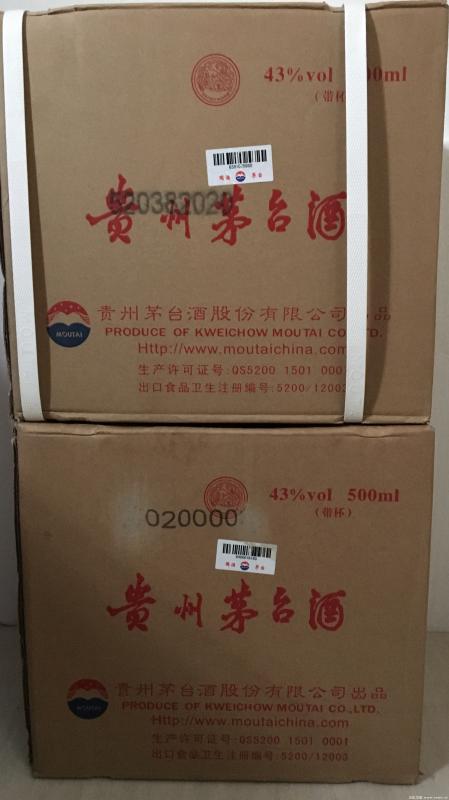 43%vol 00ml
（带杯
贵州茅台酒
MOUTAI
贵州茅台酒股份有限公司出品
PRODUCE OF KWEICHOW MOUTAI CO.,LTD.
Http://www.moutaichina.com
生产许可证号:QS5200 1501 0001
出口食品卫生注册编号:5200/12003
43%vol 500ml
（带杯）
020000
贵州茅台酒
MOUTAI
贵州茅台酒股份有限公司出品
PRODUCE OF KWEICHOW MOUTAI CO.,LTD.
Http://www.moutaichina.com
生产许可证号:QS5200 1501 0001
出口食品卫生注册编号:5200/12003